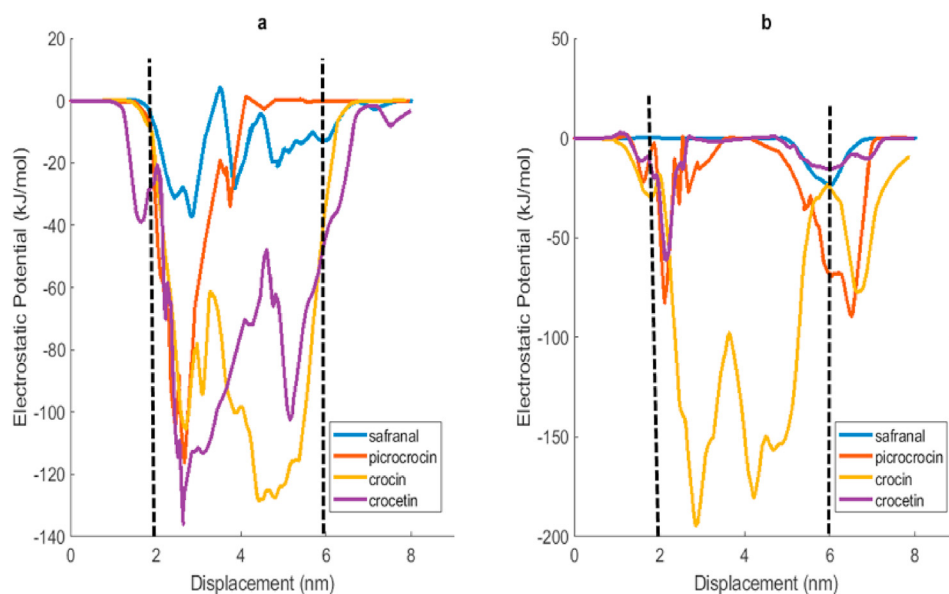 a
20
0
-20
-40
-60
-80
-100
-120
-140
0
2
4
6
8
Electrostatic Potential (kJ/mol)
Displacement (nm)
safranal
picrocrocin
crocin
crocetin
b
50
0
-50
-100
-150
-200
0
2
4
6
8
Electrostatic Potential (kJ/mol)
Displacement (nm)
safranal
picrocrocin
crocin
crocetin